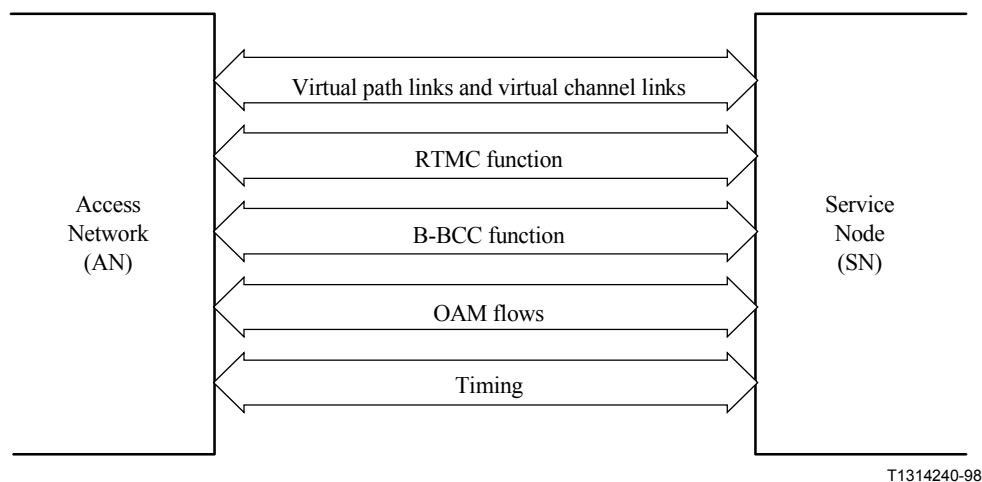 Virtual path links and virtual channel links
RTMC function
Access
Network
(AN)
B-BCC function
Service
Node
(SN)
OAM flows
Timing
T1314240-98